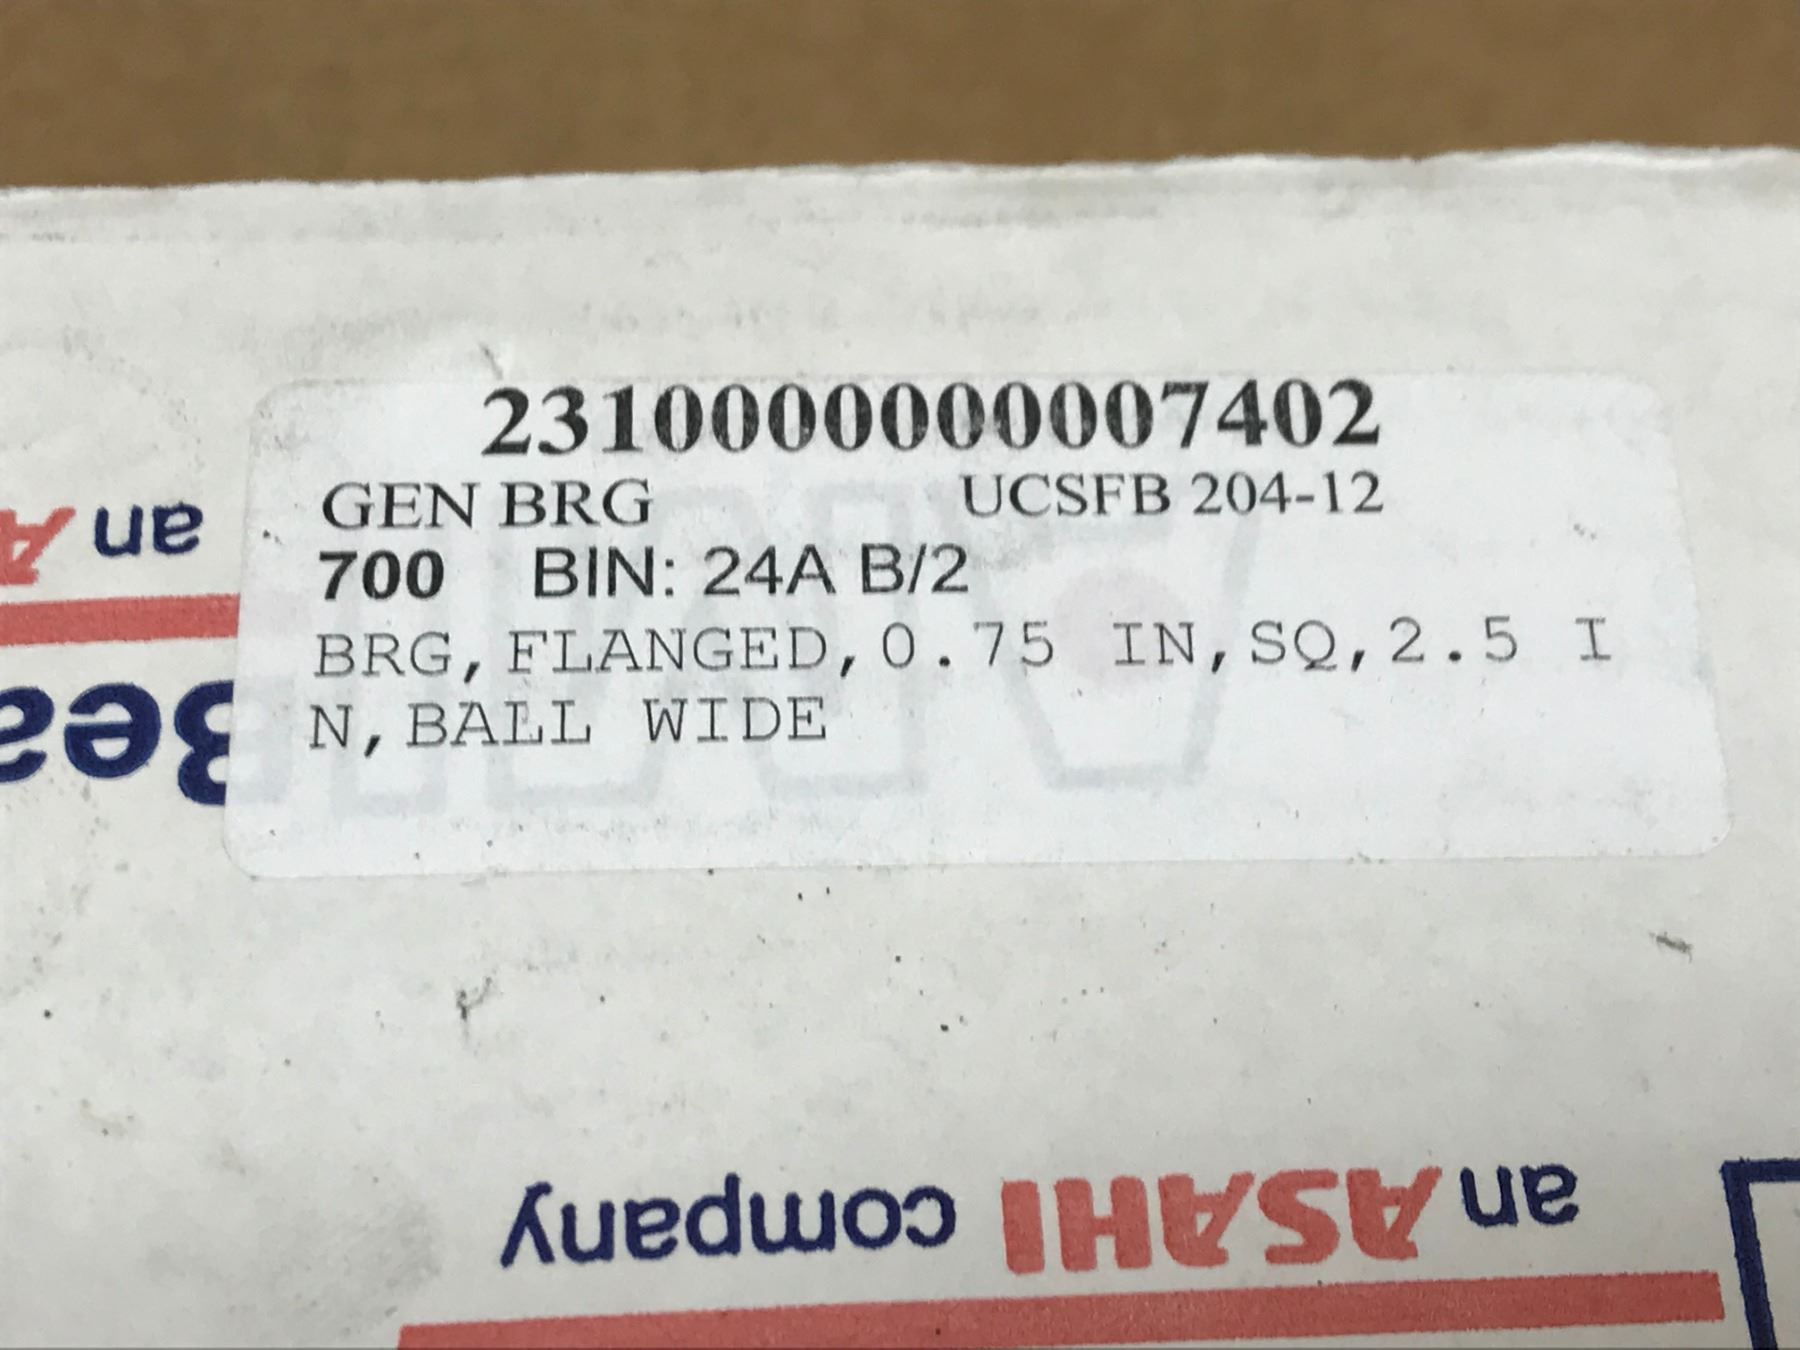 2310000000007402
GEN BRG UCSFB 204-12
700 BIN: 24A B/2
BRG,FLANGED,0.75 IN,SQ,2.5 I
N,BALL WIDE
an A
Bea
an ASAHI company